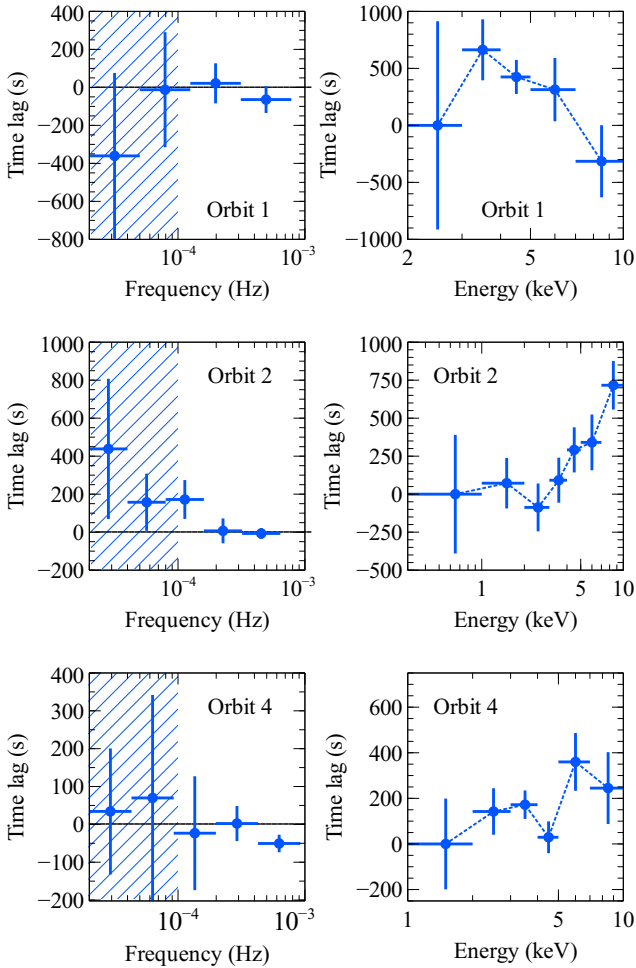 400
200
0
−200
−400
−600
−800
Time lag (s)
Orbit 1
10⁻⁴
10⁻³
Frequency (Hz)
1000
500
0
−500
−1000
Time lag (s)
Orbit 1
2
5
10
Energy (keV)
1000
800
600
400
200
0
−200
Time lag (s)
Orbit 2
10⁻⁴
10⁻³
Frequency (Hz)
1000
750
500
250
0
−250
−500
Time lag (s)
Orbit 2
1
5
10
Energy (keV)
400
300
200
100
0
−100
−200
Time lag (s)
Orbit 4
10⁻⁴
10⁻³
Frequency (Hz)
600
400
200
0
−200
Time lag (s)
Orbit 4
1
5
10
Energy (keV)